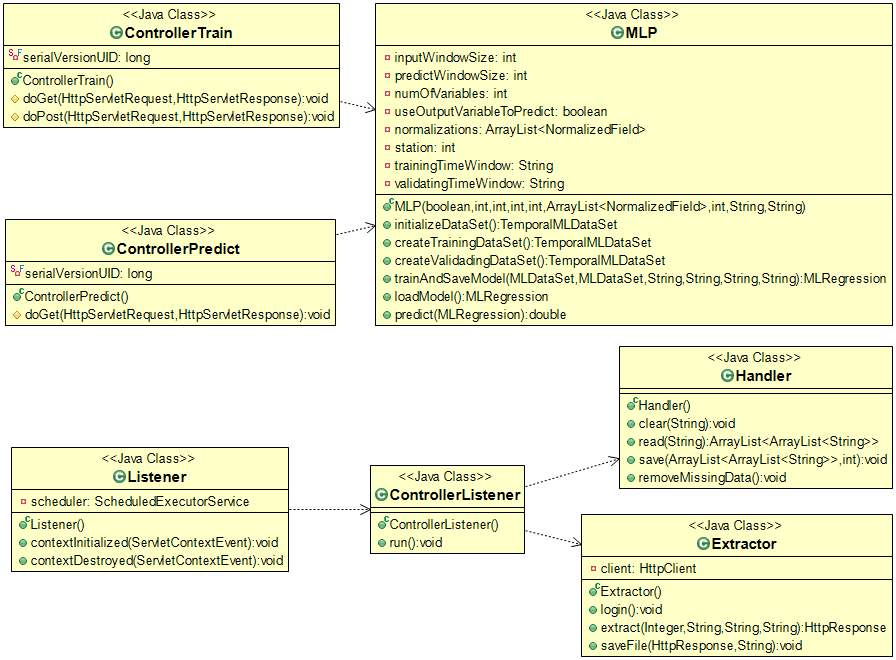 <<Java Class>>
ControllerTrain
serialVersionUID: long
ControllerTrain()
doGet(HttpServletRequest,HttpServletResponse):void
doPost(HttpServletRequest,HttpServletResponse):void
<<Java Class>>
MLP
inputWindowSize: int
predictWindowSize: int
numOfVariables: int
useOutputVariableToPredict: boolean
normalizations: ArrayList<NormalizedField>
station: int
trainingTimeWindow: String
validatingTimeWindow: String
MLP(boolean,int,int,int,int,ArrayList<NormalizedField>,int,String,String)
initializeDataSet():TemporalMLDataSet
createTrainingDataSet():TemporalMLDataSet
createValidadingDataSet():TemporalMLDataSet
trainAndSaveModel(MLDataSet,MLDataSet,String,String,String,String):MLRegression
loadModel():MLRegression
predict(MLRegression):double
<<Java Class>>
ControllerPredict
serialVersionUID: long
ControllerPredict()
doGet(HttpServletRequest,HttpServletResponse):void
<<Java Class>>
Handler
Handler()
clear(String):void
read(String):ArrayList<ArrayList<String>>
save(ArrayList<ArrayList<String>>,int):void
removeMissingData():void
<<Java Class>>
Listener
scheduler: ScheduledExecutorService
Listener()
contextInitialized(ServletContextEvent):void
contextDestroyed(ServletContextEvent):void
<<Java Class>>
ControllerListener
ControllerListener()
run():void
<<Java Class>>
Extractor
client: HttpClient
Extractor()
login():void
extract(Integer,String,String,String):HttpResponse
saveFile(HttpResponse,String):void